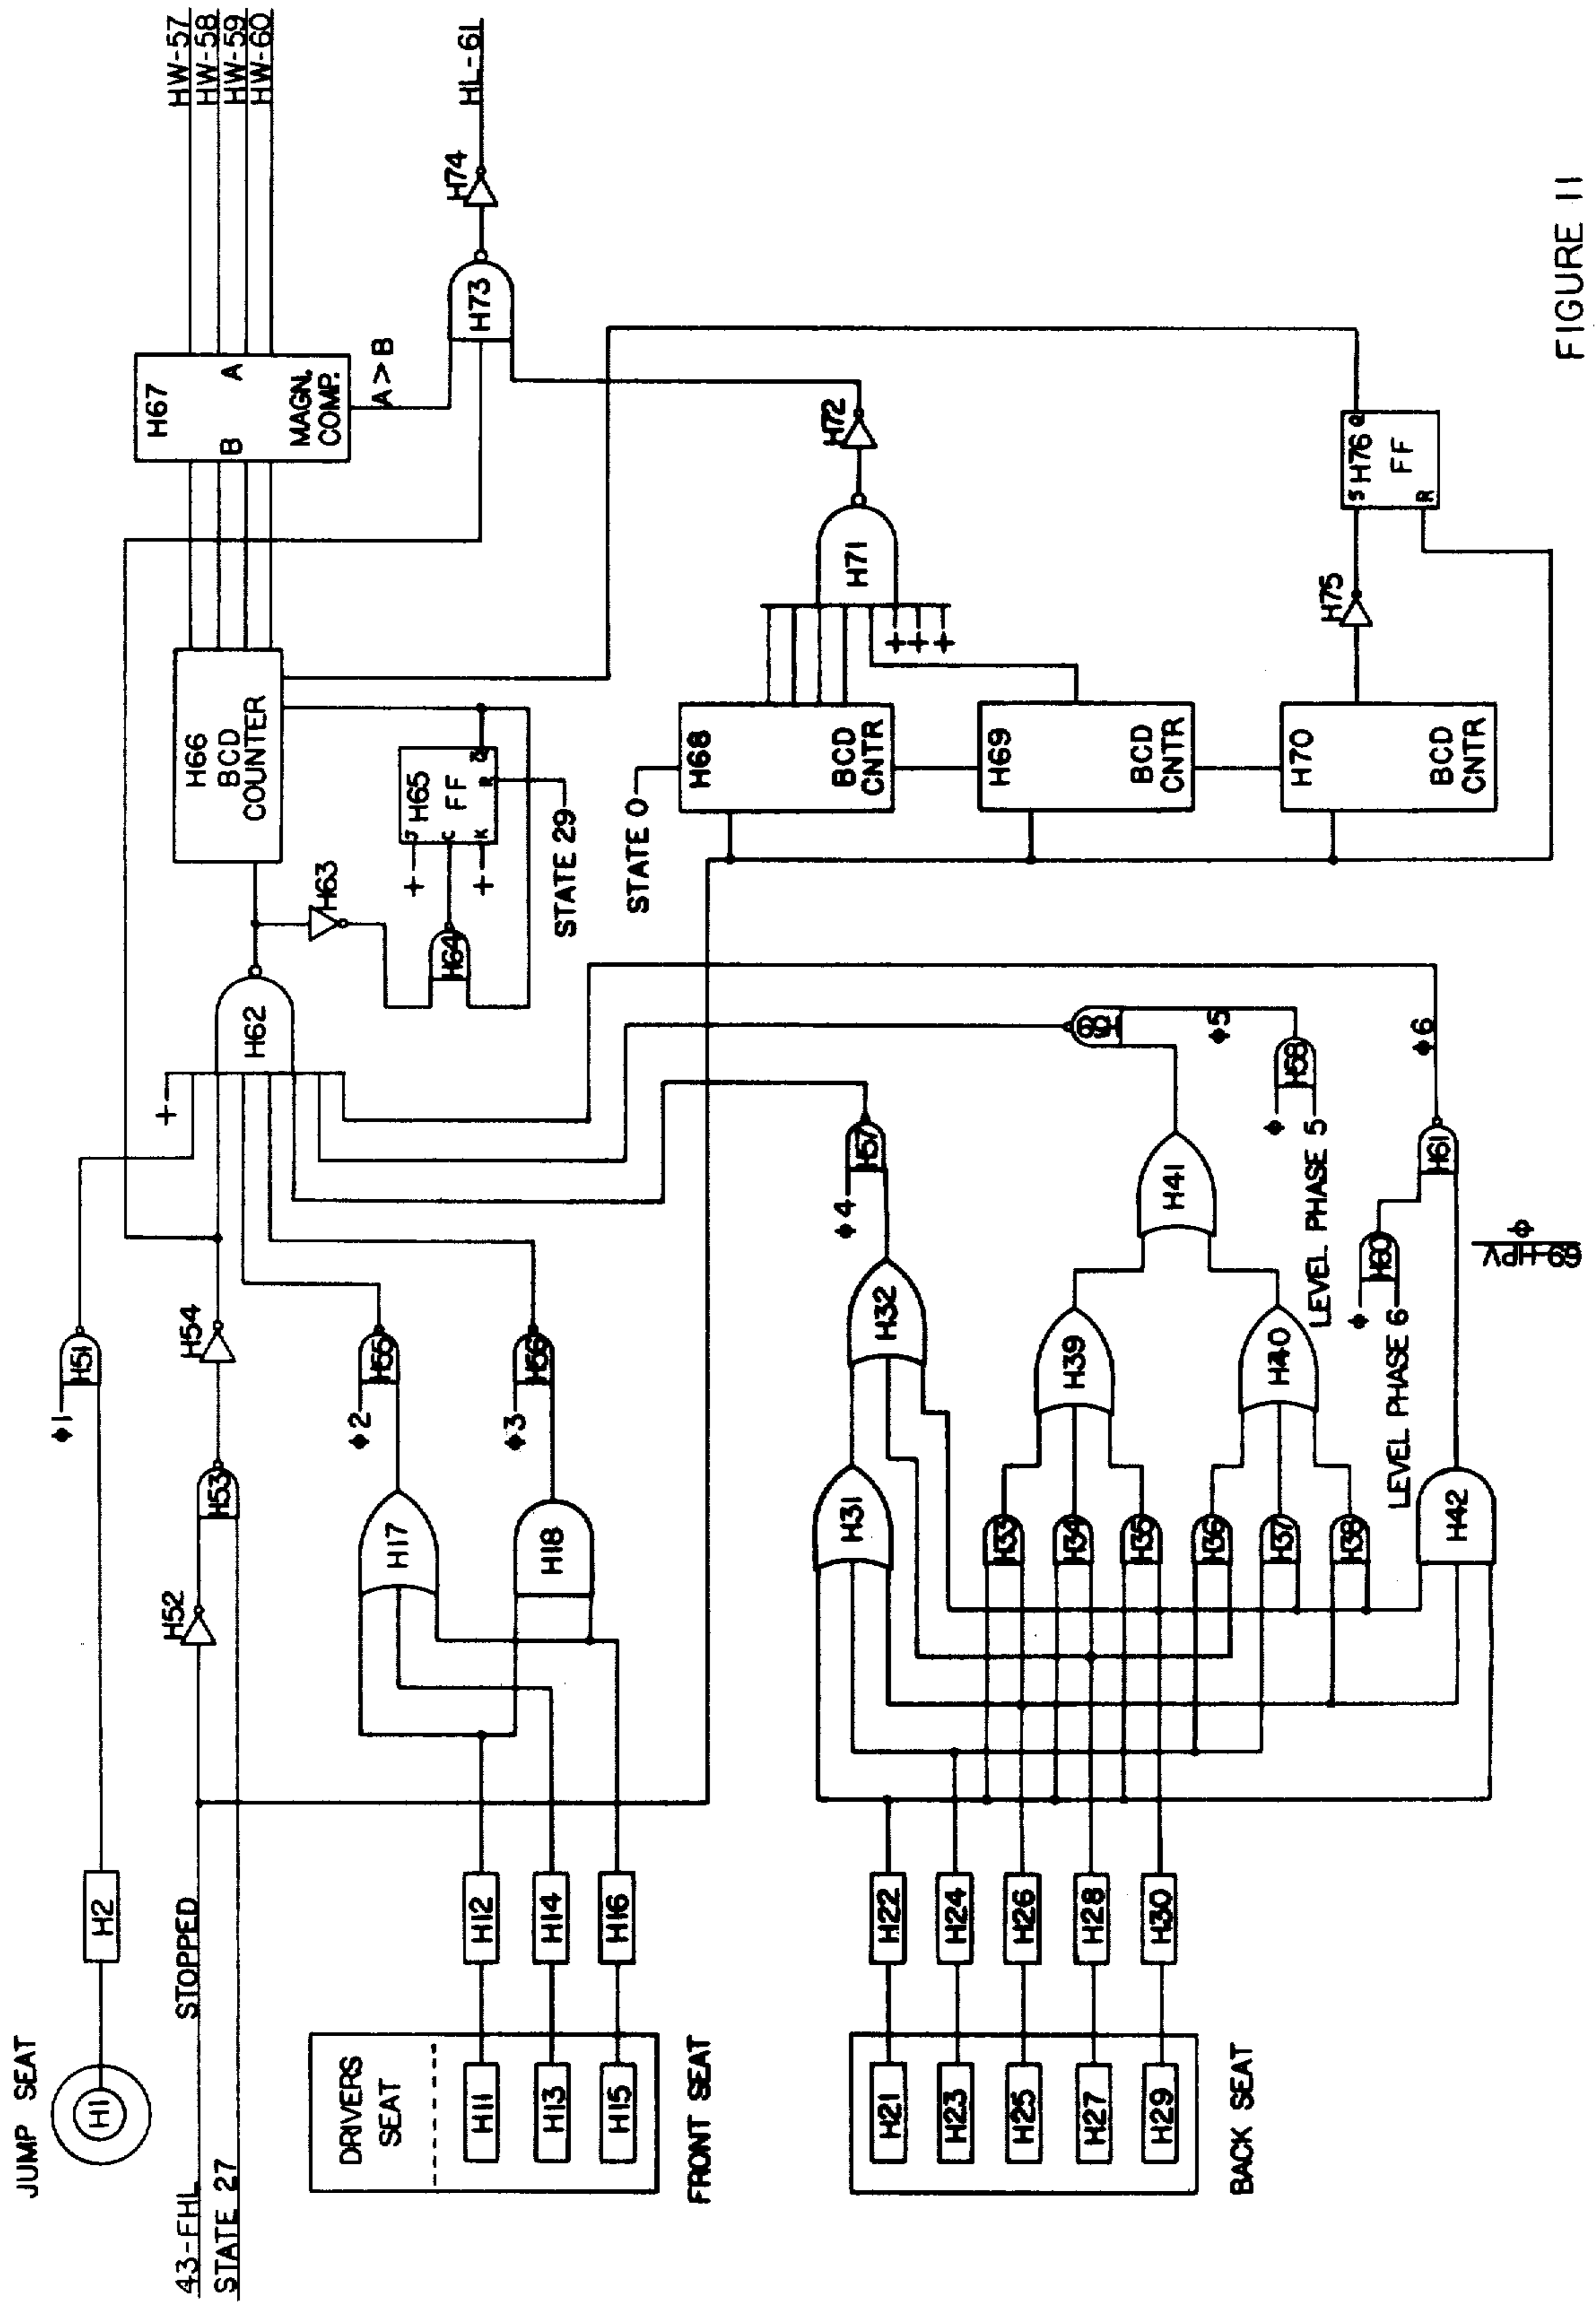 JUMP SEAT
H1
H2
ϕ1
H51
43-FHL
STOPPED
STATE 27
H52
H53
H54
DRIVERS
SEAT
H11
H12
H13
H14
H15
H16
FRONT SEAT
H17
H18
ϕ2
H55
ϕ3
H56
+
H62
H63
H64
H65
FF
J
C
K
Q
R
+
+
STATE 29
H66
BCD
COUNTER
H67
B
A
MAGN.
COMP.
A > B
HW-57
HW-58
HW-59
HW-60
H73
H74
HL-61
BACK SEAT
H21
H22
H23
H24
H25
H26
H27
H28
H29
H30
H31
H32
ϕ4
H57
H33
H34
H35
H36
H37
H38
H39
H40
H41
H42
ϕ
LEVEL PHASE 5
H58
ϕ5
ϕ
LEVEL PHASE 6
H60
H61
ϕ6
69-HPV
ϕ
STATE 0
H68
BCD
CNTR
H69
BCD
CNTR
H70
BCD
CNTR
H71
+
+
+
H72
H75
H76
FF
S
Q
R
FIGURE 11